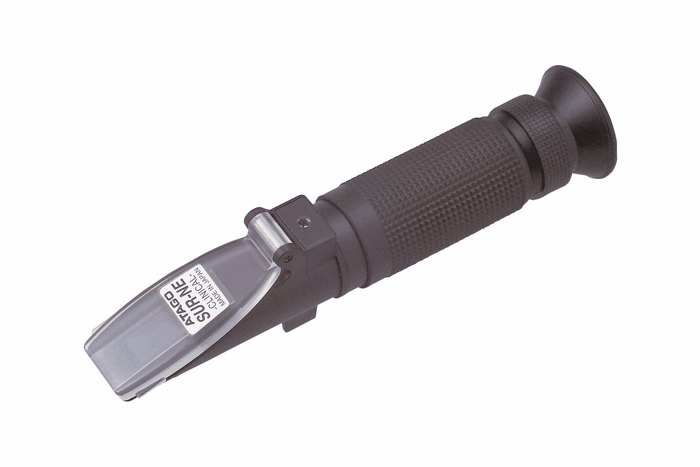 ATAGO
SUR-NE
-CLINICAL-
MADE IN JAPAN